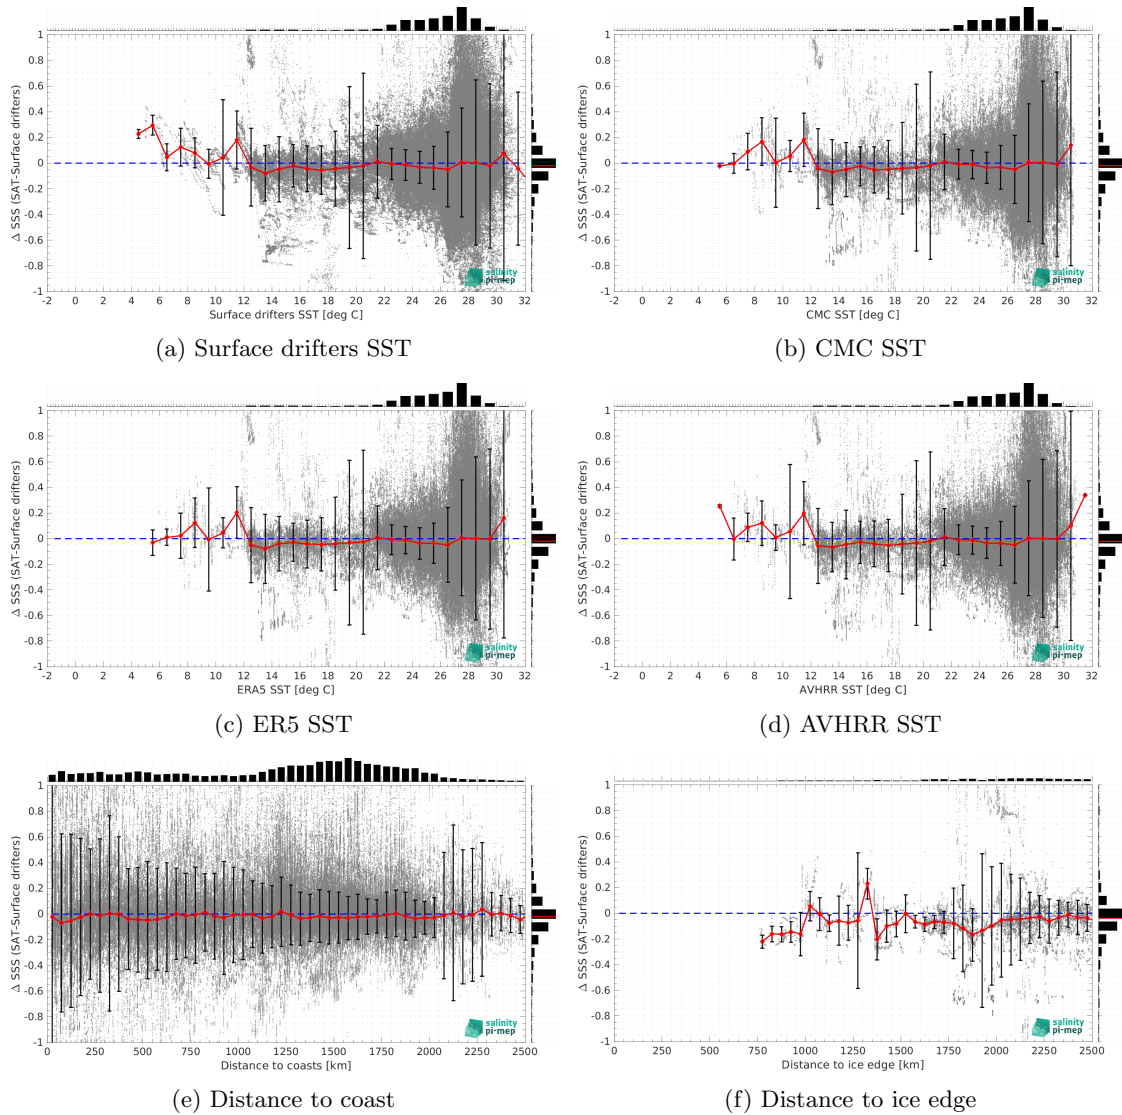 1
0.8
0.6
0.4
0.2
0
-0.2
-0.4
-0.6
-0.8
-1
Δ SSS (SAT-Surface drifters)
-2 0 2 4 6 8 10 12 14 16 18 20 22 24 26 28 30 32
Surface drifters SST [deg C]
salinity
pi-mep
(a) Surface drifters SST
1
0.8
0.6
0.4
0.2
0
-0.2
-0.4
-0.6
-0.8
-1
Δ SSS (SAT-Surface drifters)
-2 0 2 4 6 8 10 12 14 16 18 20 22 24 26 28 30 32
CMC SST [deg C]
salinity
pi-mep
(b) CMC SST
1
0.8
0.6
0.4
0.2
0
-0.2
-0.4
-0.6
-0.8
-1
Δ SSS (SAT-Surface drifters)
-2 0 2 4 6 8 10 12 14 16 18 20 22 24 26 28 30 32
ERA5 SST [deg C]
salinity
pi-mep
(c) ER5 SST
1
0.8
0.6
0.4
0.2
0
-0.2
-0.4
-0.6
-0.8
-1
Δ SSS (SAT-Surface drifters)
-2 0 2 4 6 8 10 12 14 16 18 20 22 24 26 28 30 32
AVHRR SST [deg C]
salinity
pi-mep
(d) AVHRR SST
1
0.8
0.6
0.4
0.2
0
-0.2
-0.4
-0.6
-0.8
-1
Δ SSS (SAT-Surface drifters)
0 250 500 750 1000 1250 1500 1750 2000 2250 2500
Distance to coasts [km]
salinity
pi-mep
(e) Distance to coast
1
0.8
0.6
0.4
0.2
0
-0.2
-0.4
-0.6
-0.8
-1
Δ SSS (SAT-Surface drifters)
0 250 500 750 1000 1250 1500 1750 2000 2250 2500
Distance to ice edge [km]
salinity
pi-mep
(f) Distance to ice edge